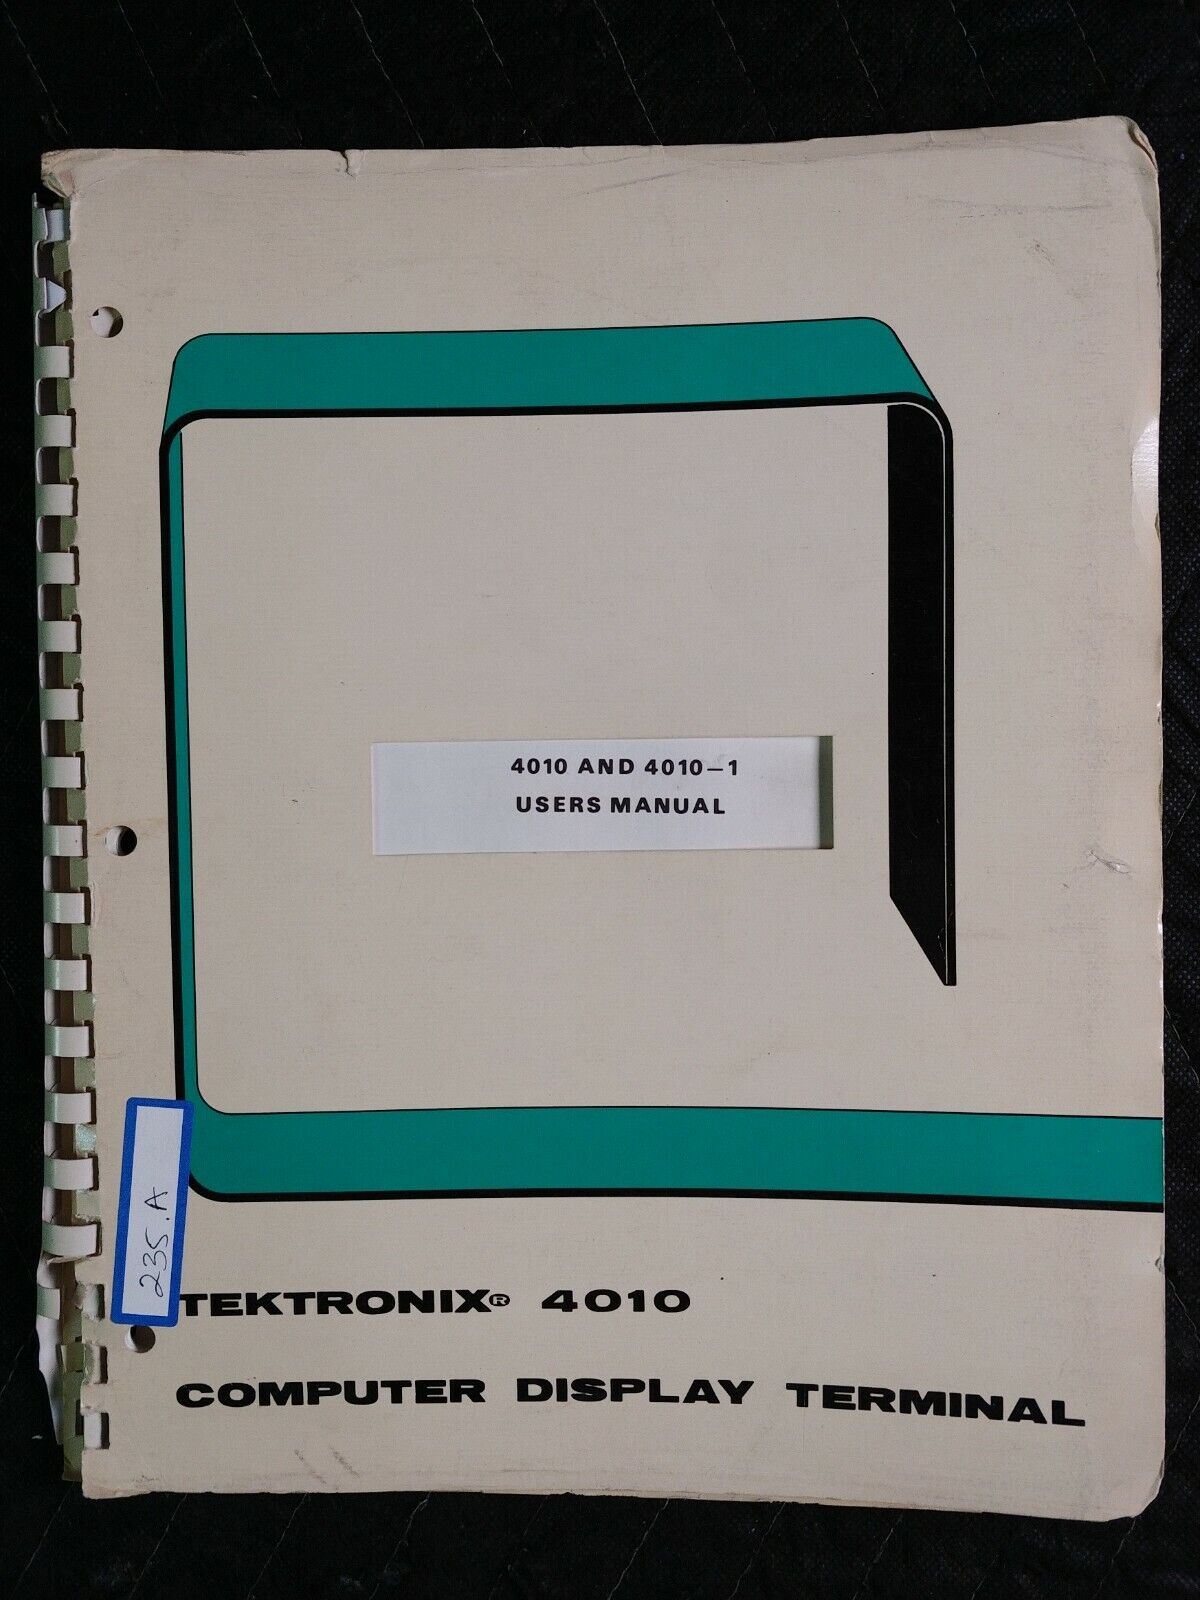 4010 AND 4010-1
USERS MANUAL
235.A
TEKTRONIX® 4010
COMPUTER DISPLAY TERMINAL